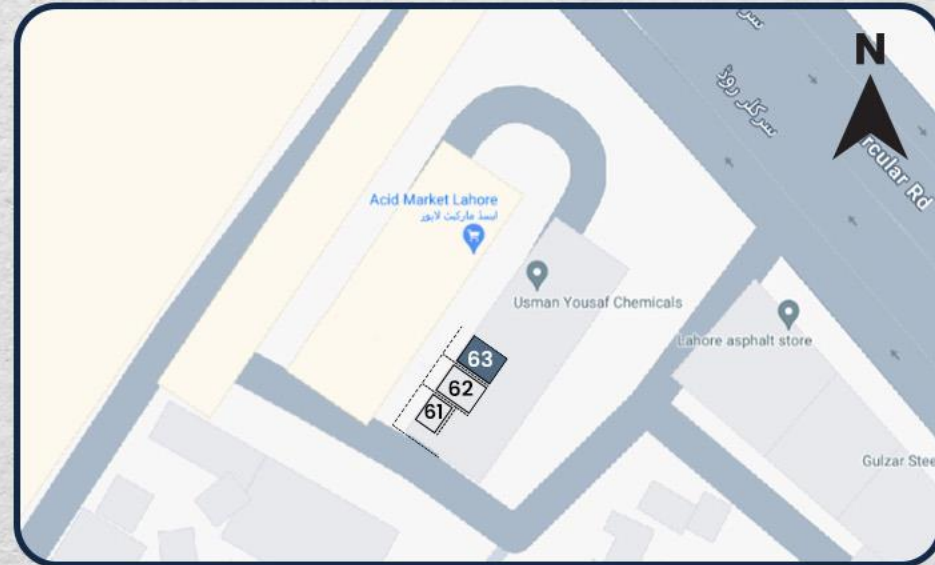 سرکلر روڈ
N
rcular Rd
Acid Market Lahore
ایسڈ مارکیٹ لاہور
Usman Yousaf Chemicals
Lahore asphalt store
63
62
61
Gulzar Stee